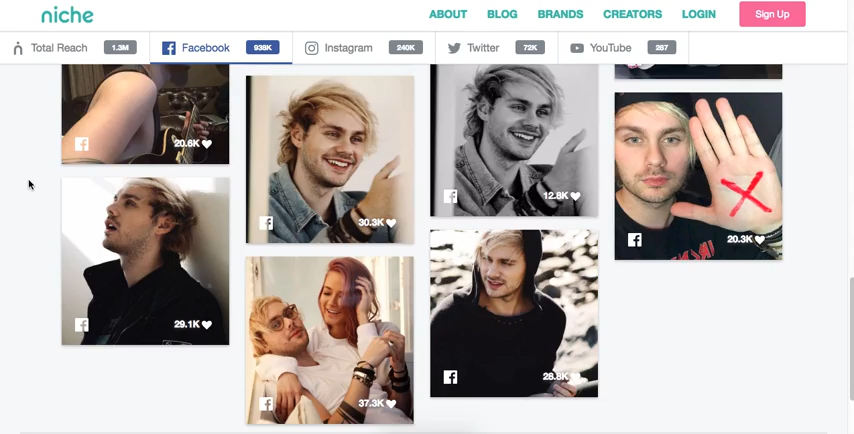 niche
ABOUT BLOG BRANDS CREATORS LOGIN Sign Up
Total Reach 1.3M Facebook 938K Instagram 240K Twitter 72K YouTube 287
20.6K
30.3K
12.8K
20.3K
29.1K
37.3K
28.8K